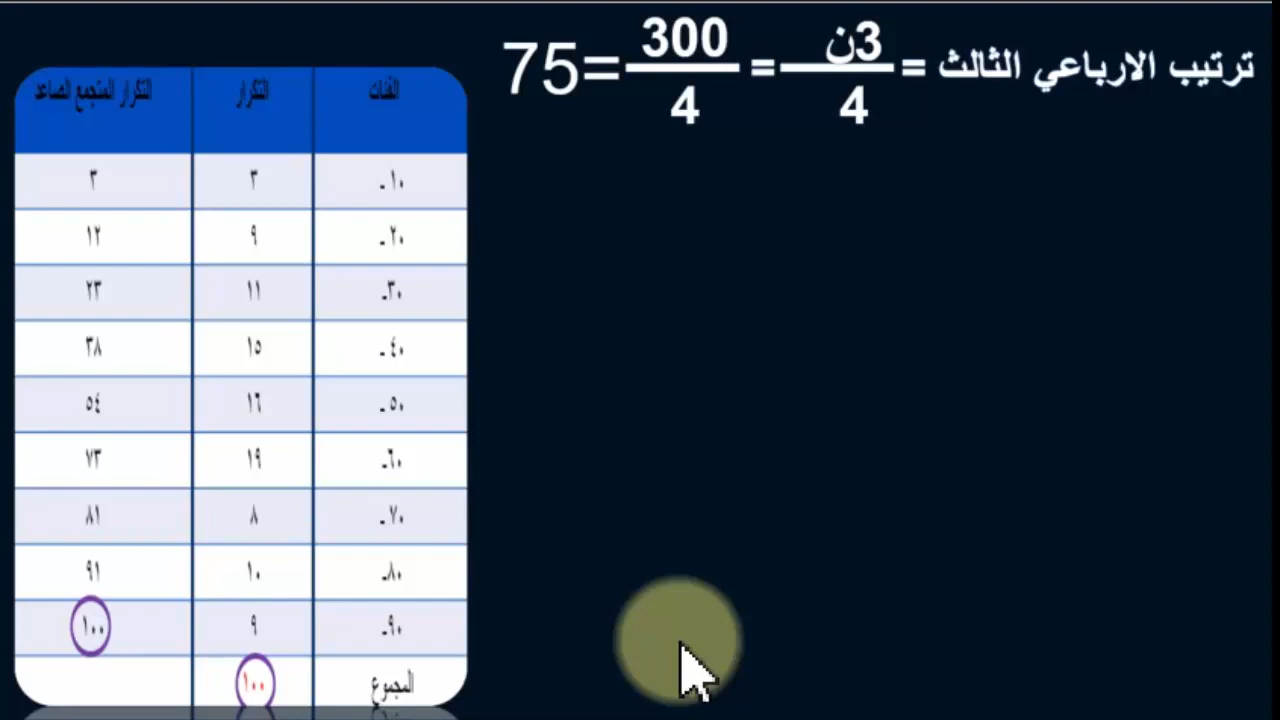 ترتيب الارباعي الثالث = 3ن/4 = 300/4 =75
الفئات التكرار التكرار المتجمع الصاعد
١٠ - ٣ ٣
٢٠ - ٩ ١٢
٣٠- ١١ ٢٣
٤٠ - ١٥ ٣٨
٥٠ - ١٦ ٥٤
٦٠- ١٩ ٧٣
٧٠ - ٨ ٨١
٨٠- ١٠ ٩١
٩٠- ٩ ١٠٠
المجموع ١٠٠